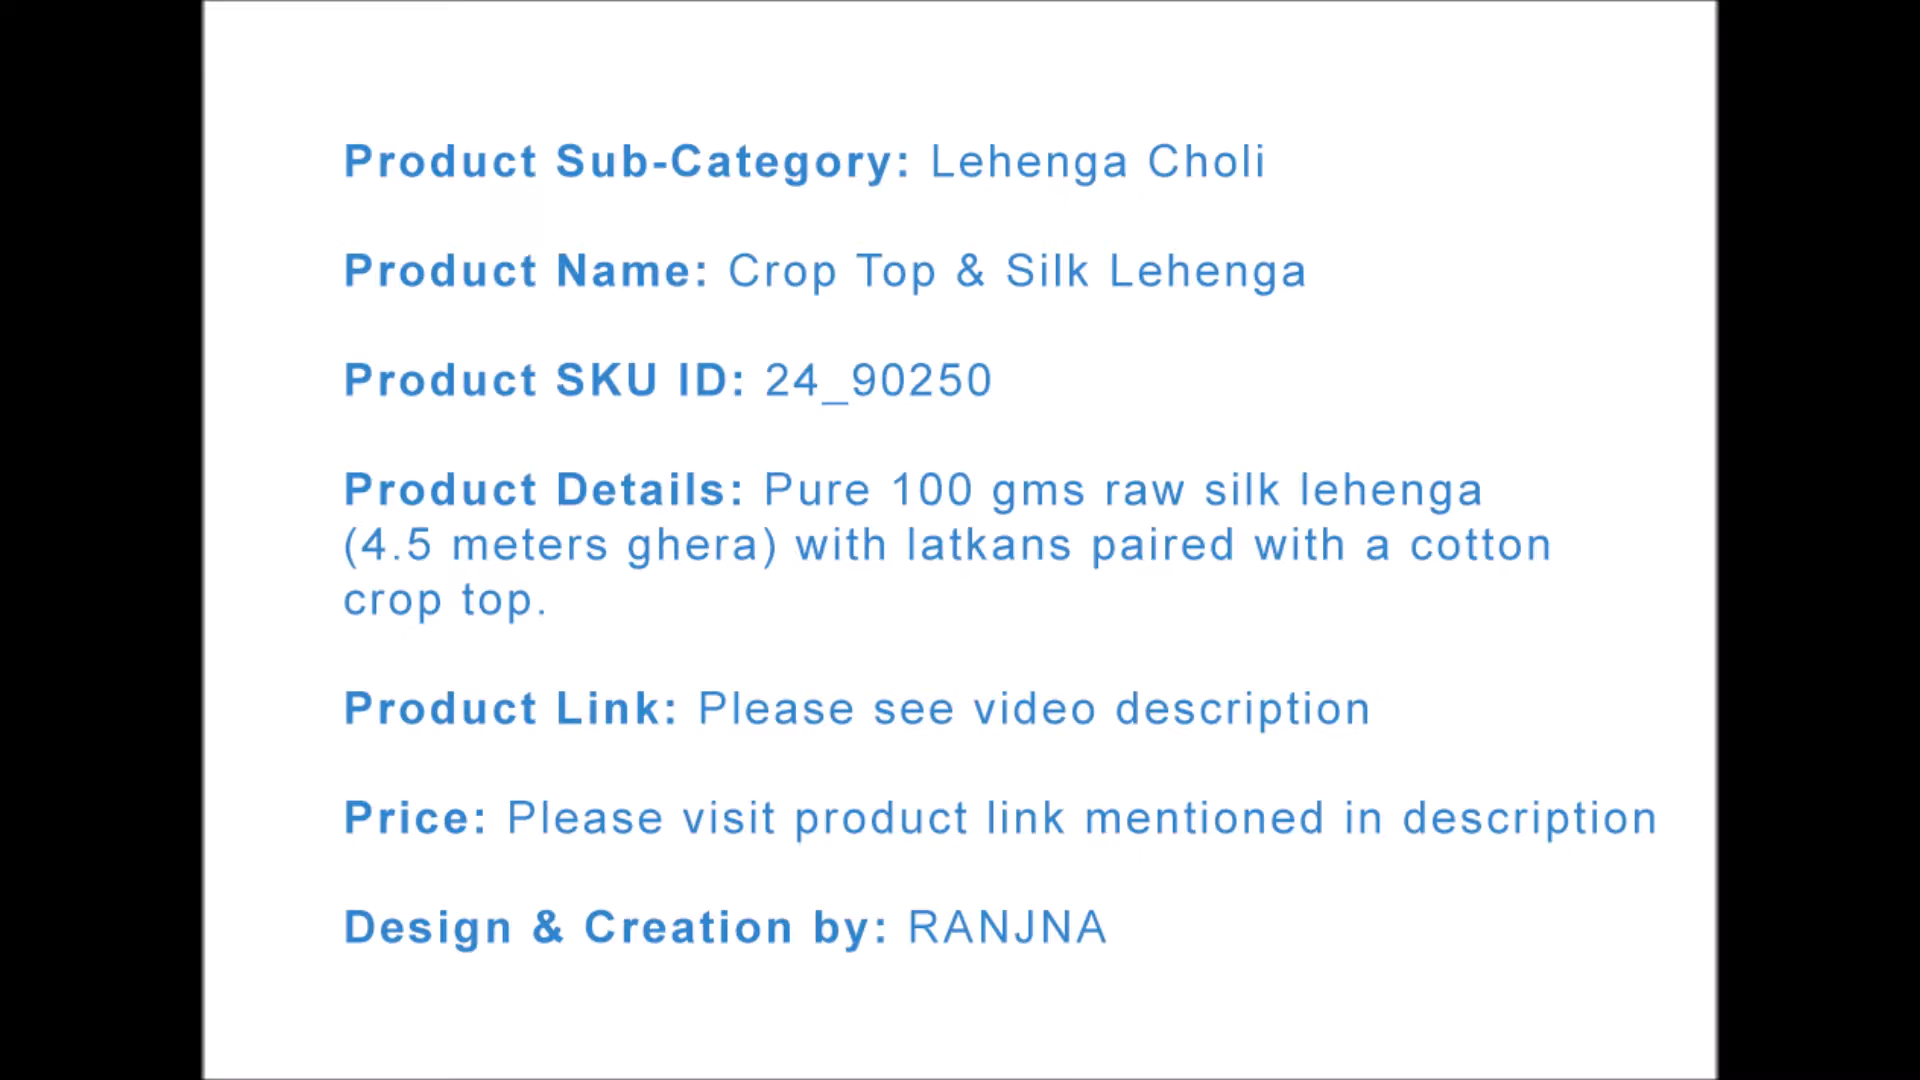 Product Sub-Category: Lehenga Choli
Product Name: Crop Top & Silk Lehenga
Product SKU ID: 24_90250
Product Details: Pure 100 gms raw silk lehenga
(4.5 meters ghera) with latkans paired with a cotton
crop top.
Product Link: Please see video description
Price: Please visit product link mentioned in description
Design & Creation by: RANJNA